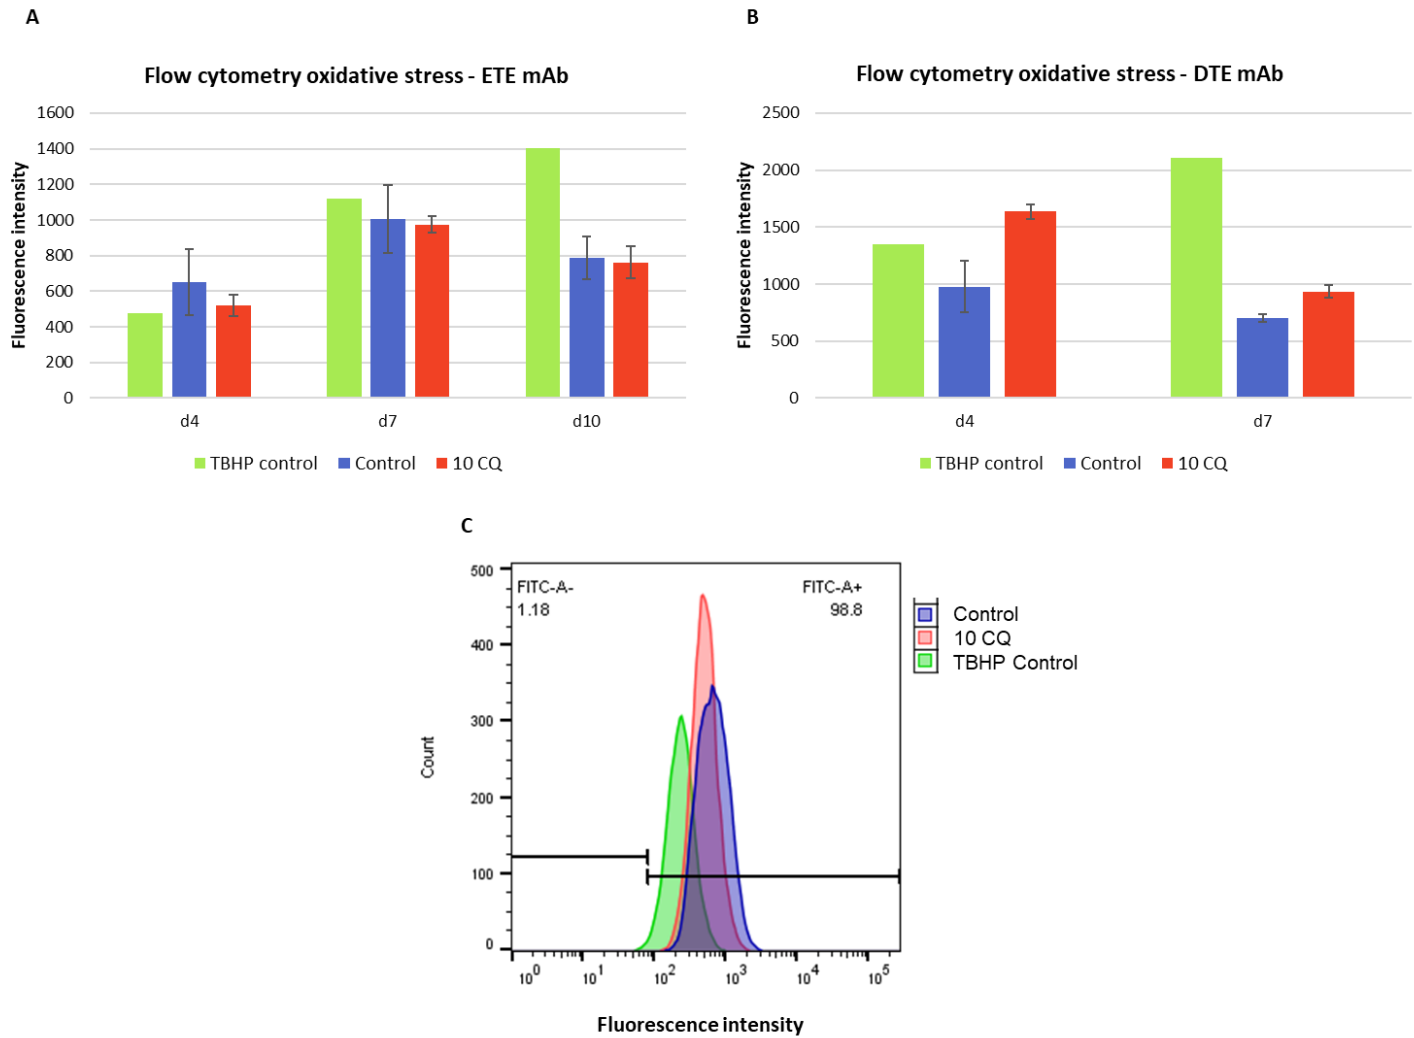 A
B
Flow cytometry oxidative stress - ETE mAb
Flow cytometry oxidative stress - DTE mAb
Fluorescence intensity
1600
1400
1200
1000
800
600
400
200
0
d4
d7
d10
TBHP control
Control
10 CQ
Fluorescence intensity
2500
2000
1500
1000
500
0
d4
d7
TBHP control
Control
10 CQ
C
500
400
300
200
100
0
Count
FITC-A-
1.18
FITC-A+
98.8
Control
10 CQ
TBHP Control
10^0
10^1
10^2
10^3
10^4
10^5
Fluorescence intensity